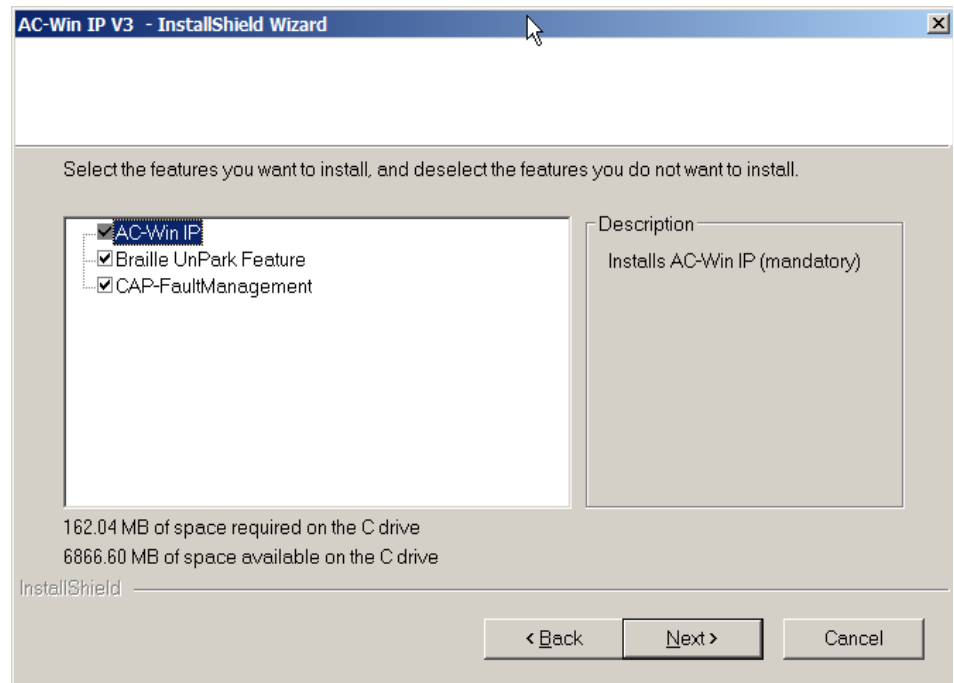 AC-Win IP V3 - InstallShield Wizard
Select the features you want to install, and deselect the features you do not want to install.
AC-Win IP
Braille UnPark Feature
CAP-FaultManagement
Description
Installs AC-Win IP (mandatory)
162.04 MB of space required on the C drive
6866.60 MB of space available on the C drive
InstallShield
< Back
Next >
Cancel